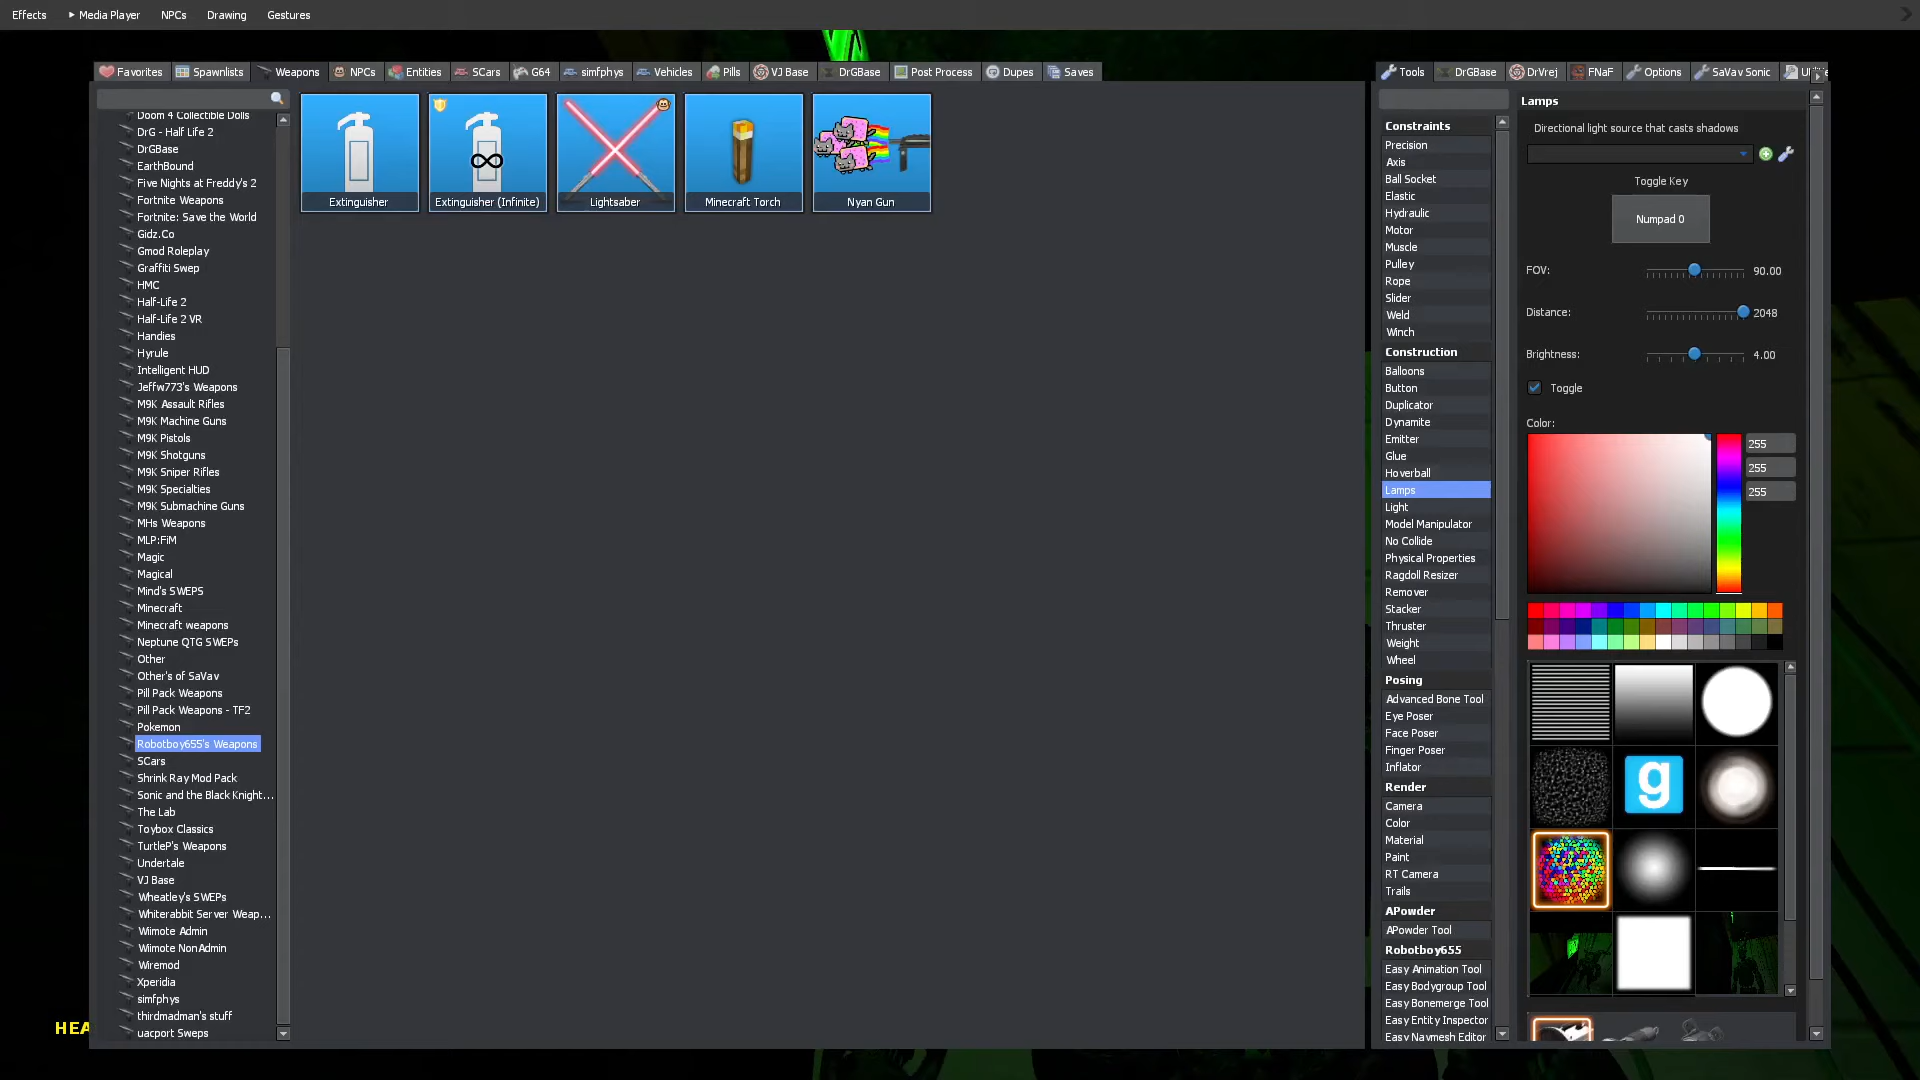 Effects
Media Player
NPCs
Drawing
Gestures
Favorites
Spawnlists
Weapons
NPCs
Entities
SCars
G64
simfphys
Vehicles
Pills
VJ Base
DrGBase
Post Process
Dupes
Saves
Doom 4 Collectible Dolls
DrG - Half Life 2
DrGBase
EarthBound
Five Nights at Freddy's 2
Fortnite Weapons
Fortnite: Save the World
Gidz.Co
Gmod Roleplay
Graffiti Swep
HMC
Half-Life 2
Half-Life 2 VR
Handies
Hyrule
Intelligent HUD
Jeffw773's Weapons
M9K Assault Rifles
M9K Machine Guns
M9K Pistols
M9K Shotguns
M9K Sniper Rifles
M9K Specialties
M9K Submachine Guns
MHs Weapons
MLP:FiM
Magic
Magical
Mind's SWEPS
Minecraft
Minecraft weapons
Neptune QTG SWEPs
Other
Other's of SaVav
Pill Pack Weapons
Pill Pack Weapons - TF2
Pokemon
Robotboy655's Weapons
SCars
Shrink Ray Mod Pack
Sonic and the Black Knight...
The Lab
Toybox Classics
TurtleP's Weapons
Undertale
VJ Base
Wheatley's SWEPs
Whiterabbit Server Weap...
Wimote Admin
Wimote NonAdmin
Wiremod
Xperidia
simfphys
thirdmadman's stuff
uacport Sweps
HEA
Extinguisher
Extinguisher (Infinite)
Lightsaber
Minecraft Torch
Nyan Gun
Tools
DrGBase
DrVrej
FNaF
Options
SaVav Sonic
Constraints
Precision
Axis
Ball Socket
Elastic
Hydraulic
Motor
Muscle
Pulley
Rope
Slider
Weld
Winch
Construction
Balloons
Button
Duplicator
Dynamite
Emitter
Glue
Hoverball
Lamps
Light
Model Manipulator
No Collide
Physical Properties
Ragdoll Resizer
Remover
Stacker
Thruster
Weight
Wheel
Posing
Advanced Bone Tool
Eye Poser
Face Poser
Finger Poser
Inflator
Render
Camera
Color
Material
Paint
RT Camera
Trails
APowder
APowder Tool
Robotboy655
Easy Animation Tool
Easy Bodygroup Tool
Easy Bonemerge Tool
Easy Entity Inspector
Easy Navmesh Editor
Lamps
Directional light source that casts shadows
Toggle Key
Numpad 0
FOV: 90.00
Distance: 2048
Brightness: 4.00
Toggle
Color:
255
255
255
g